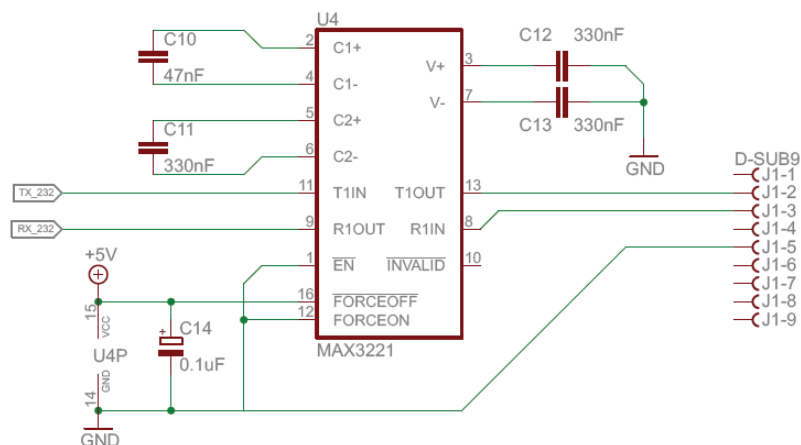 U4
C10
47nF
2
C1+
4
C1-
C11
330nF
5
C2+
6
C2-
V+
3
V-
7
C12
330nF
C13
330nF
GND
TX_232
11
T1IN
T1OUT
13
RX_232
9
R1OUT
R1IN
8
1
EN
INVALID
10
16
FORCEOFF
12
FORCEON
MAX3221
+5V
15
VCC
U4P
GND
14
GND
C14
+
0.1uF
D-SUB9
J1-1
J1-2
J1-3
J1-4
J1-5
J1-6
J1-7
J1-8
J1-9